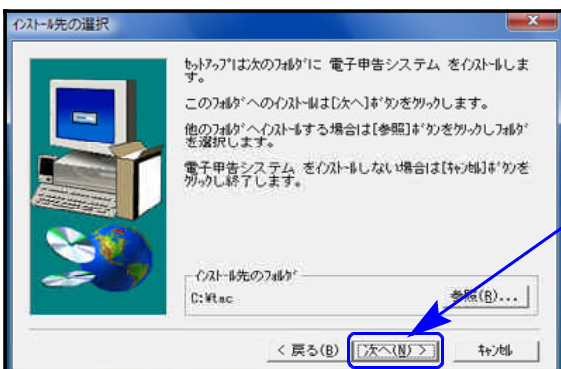 インストール先の選択
セットアップは次のフォルダに 電子申告システム をインストールしま
す。
このフォルダへのインストールは[次へ]ボタンをクリックします。
他のフォルダへインストールする場合は[参照]ボタンをクリックしフォルダ
を選択します。
電子申告システム をインストールしない場合は[キャンセル]ボタンを
クリックし終了します。
インストール先のフォルダ
C:¥tac
参照(R)...
< 戻る(B)
次へ(N) >
キャンセル